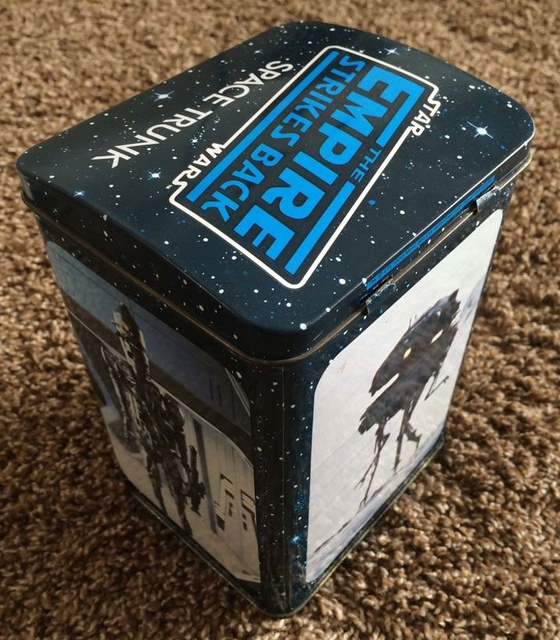 STAR
THE
EMPIRE
STRIKES BACK
WARS
SPACE TRUNK